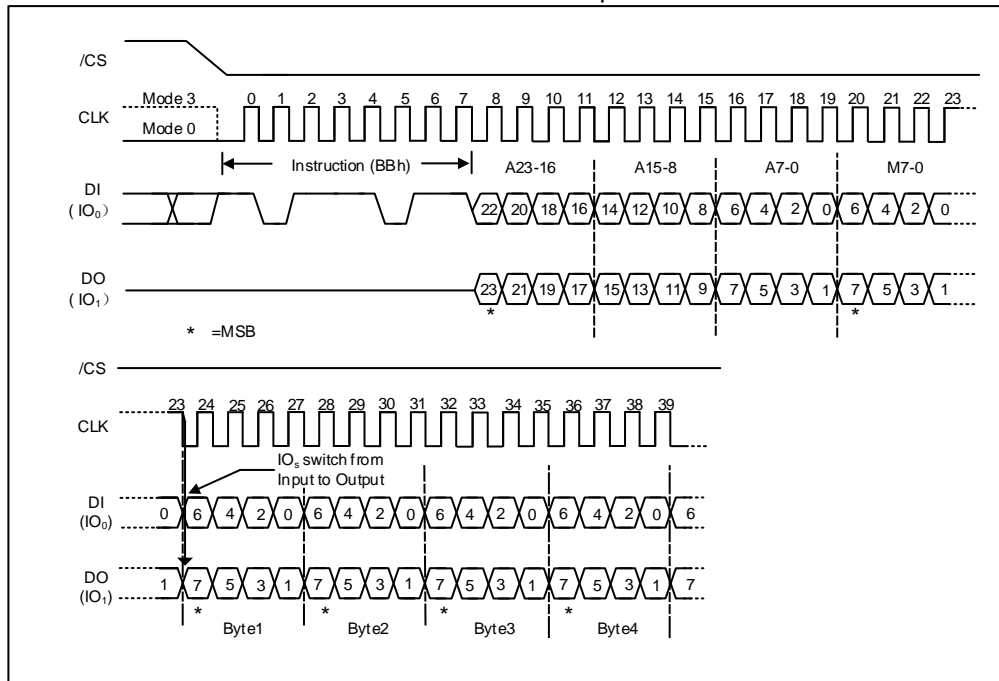 /CS
Mode 3 0 1 2 3 4 5 6 7 8 9 10 11 12 13 14 15 16 17 18 19 20 21 22 23
CLK
Mode 0
Instruction (BBh) A23-16 A15-8 A7-0 M7-0
DI
( IO₀) 22 20 18 16 14 12 10 8 6 4 2 0 6 4 2 0
DO
( IO₁) 23 21 19 17 15 13 11 9 7 5 3 1 7 5 3 1
* *
* =MSB
/CS
23 24 25 26 27 28 29 30 31 32 33 34 35 36 37 38 39
CLK
IOₛ switch from
Input to Output
DI
(IO₀) 0 6 4 2 0 6 4 2 0 6 4 2 0 6 4 2 0 6
DO
(IO₁) 1 7 5 3 1 7 5 3 1 7 5 3 1 7 5 3 1 7
* * * *
Byte1 Byte2 Byte3 Byte4